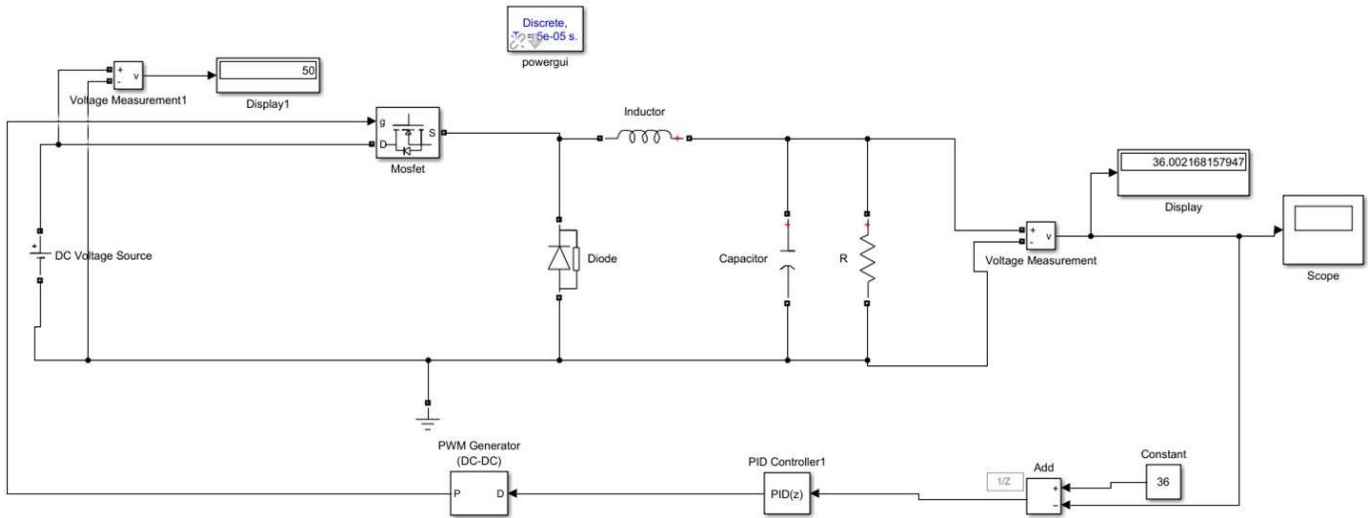 Discrete,
= 5e-05 s.
powergui
+
-
v
Voltage Measurement1
50
Display1
g
D
S
Mosfet
Inductor
+
36.002168157947
Display
+
DC Voltage Source
Diode
+
Capacitor
+
R
+
-
v
Voltage Measurement
Scope
PWM Generator
(DC-DC)
P D
PID Controller1
PID(z)
1/Z
Add
+
−
Constant
36